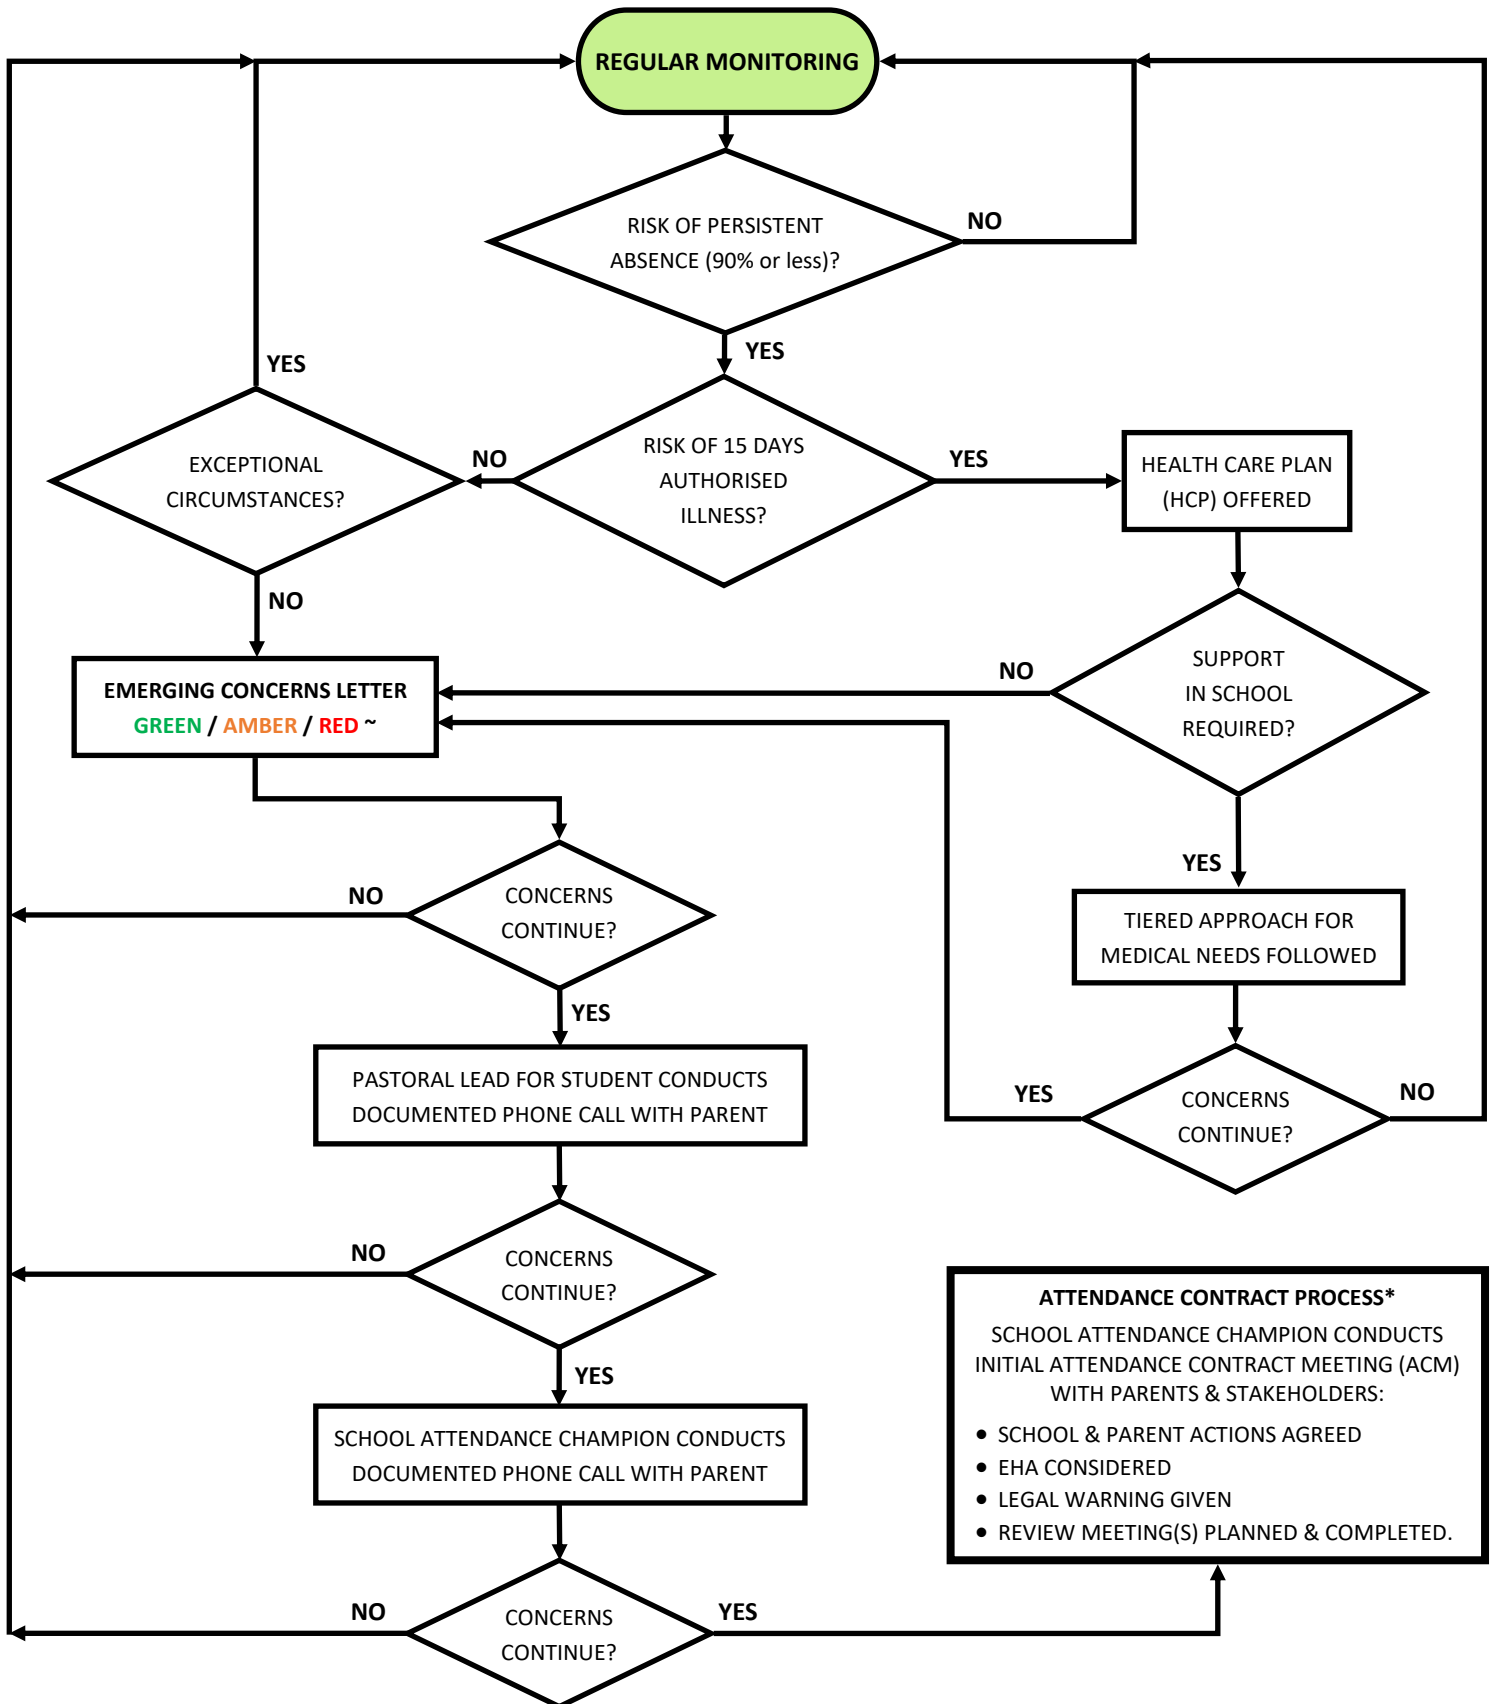 REGULAR MONITORING
RISK OF PERSISTENT
ABSENCE (90% or less)?
NO
YES
YES
EXCEPTIONAL
CIRCUMSTANCES?
NO
RISK OF 15 DAYS
AUTHORISED
ILLNESS?
YES
HEALTH CARE PLAN
(HCP) OFFERED
NO
EMERGING CONCERNS LETTER
GREEN / AMBER / RED ~
NO
SUPPORT
IN SCHOOL
REQUIRED?
YES
NO
CONCERNS
CONTINUE?
TIERED APPROACH FOR
MEDICAL NEEDS FOLLOWED
YES
PASTORAL LEAD FOR STUDENT CONDUCTS
DOCUMENTED PHONE CALL WITH PARENT
YES
CONCERNS
CONTINUE?
NO
NO
CONCERNS
CONTINUE?
YES
SCHOOL ATTENDANCE CHAMPION CONDUCTS
DOCUMENTED PHONE CALL WITH PARENT
ATTENDANCE CONTRACT PROCESS*
SCHOOL ATTENDANCE CHAMPION CONDUCTS
INITIAL ATTENDANCE CONTRACT MEETING (ACM)
WITH PARENTS & STAKEHOLDERS:
• SCHOOL & PARENT ACTIONS AGREED
• EHA CONSIDERED
• LEGAL WARNING GIVEN
• REVIEW MEETING(S) PLANNED & COMPLETED.
NO
CONCERNS
CONTINUE?
YES